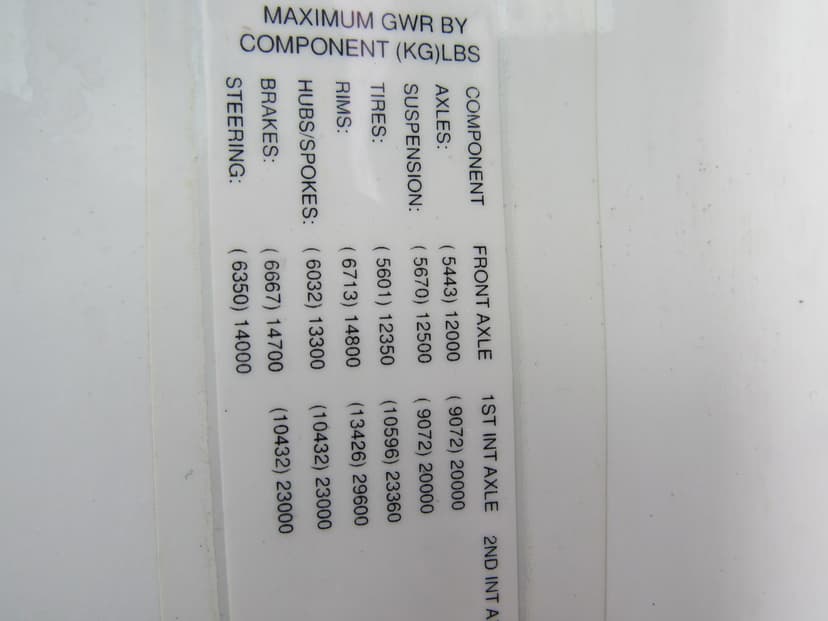 MAXIMUM GWR BY
COMPONENT (KG)LBS
COMPONENT FRONT AXLE 1ST INT AXLE 2ND INT A
AXLES: ( 5443) 12000 ( 9072) 20000
SUSPENSION: ( 5670) 12500 ( 9072) 20000
TIRES: ( 5601) 12350 (10596) 23360
RIMS: ( 6713) 14800 (13426) 29600
HUBS/SPOKES: ( 6032) 13300 (10432) 23000
BRAKES: ( 6667) 14700 (10432) 23000
STEERING: ( 6350) 14000